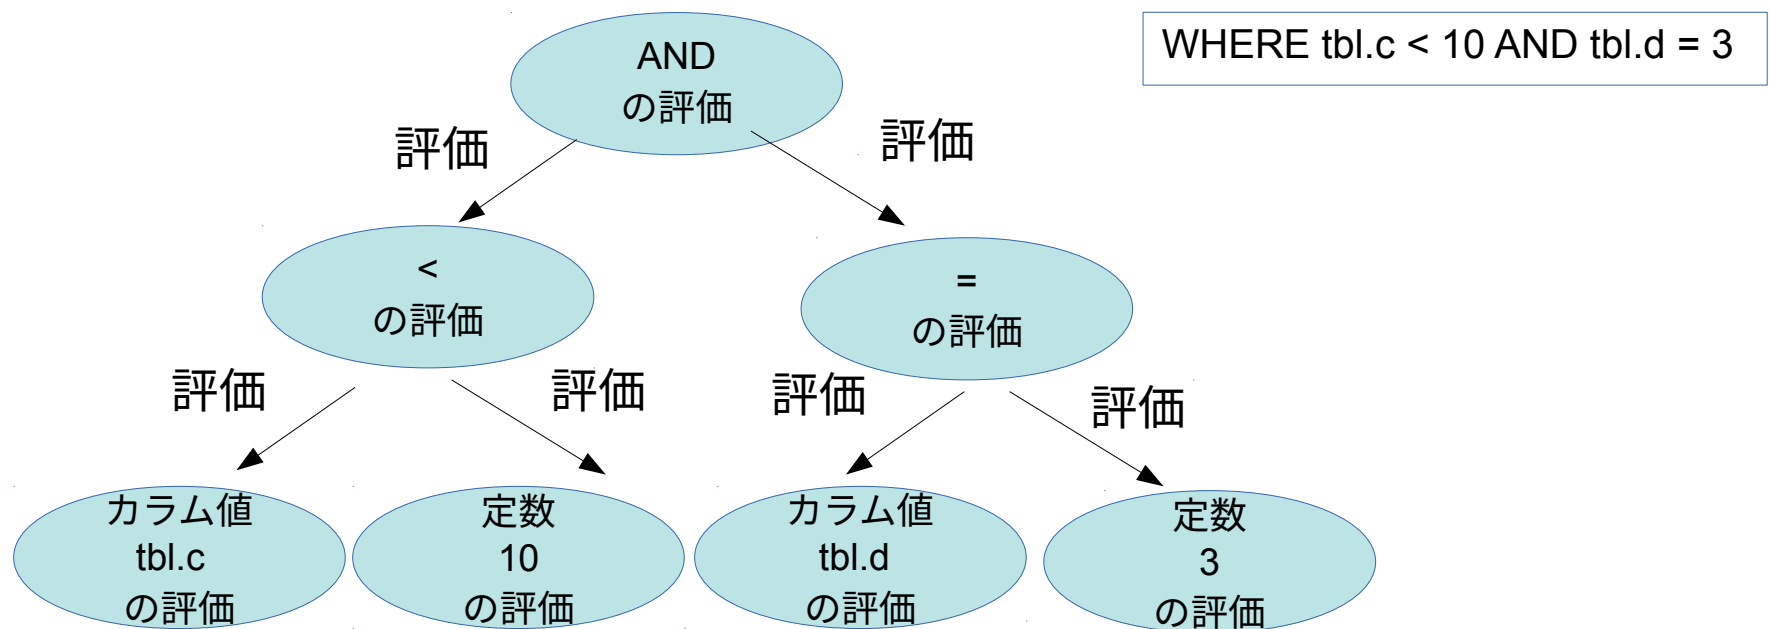 AND
の評価
WHERE tbl.c < 10 AND tbl.d = 3
評価
評価
<
の評価
=
の評価
評価
評価
評価
評価
カラム値
tbl.c
の評価
定数
10
の評価
カラム値
tbl.d
の評価
定数
3
の評価